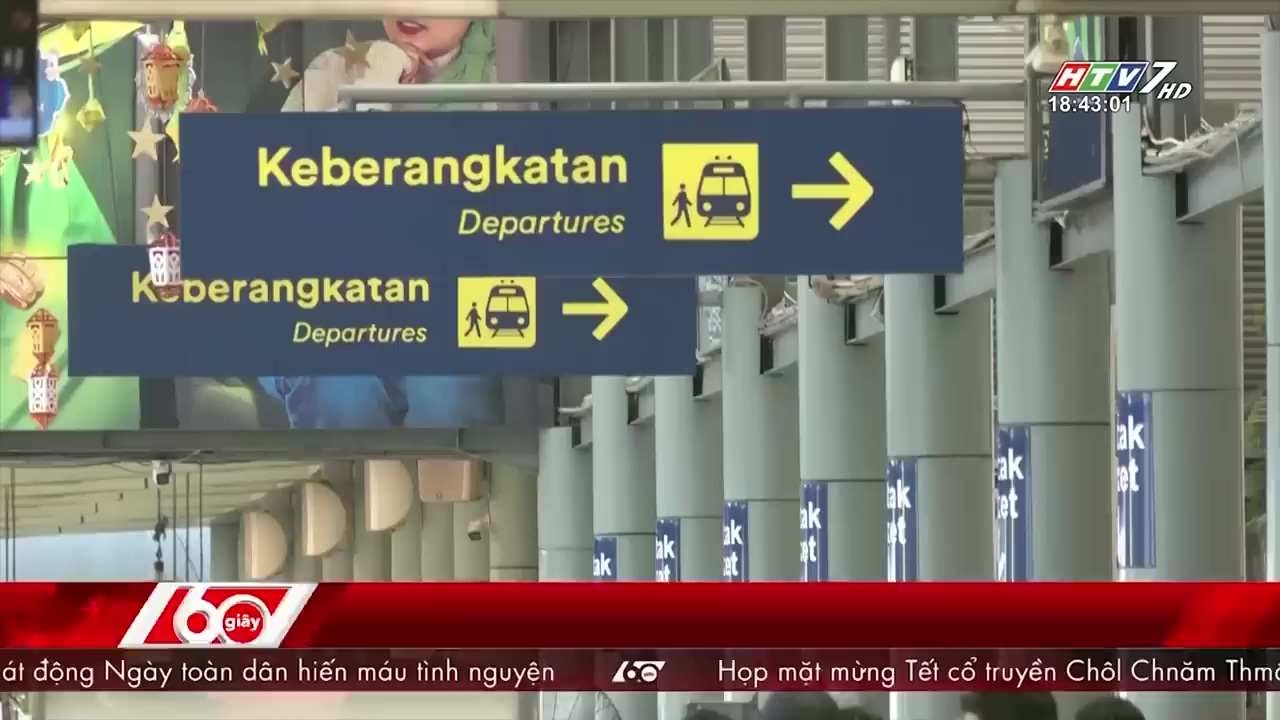 HTV7 HD
18:43:01
Keberangkatan
Departures
Keberangkatan
Departures
60 giây
át động Ngày toàn dân hiến máu tình nguyện
Họp mặt mừng Tết cổ truyền Chôl Chnăm Thm